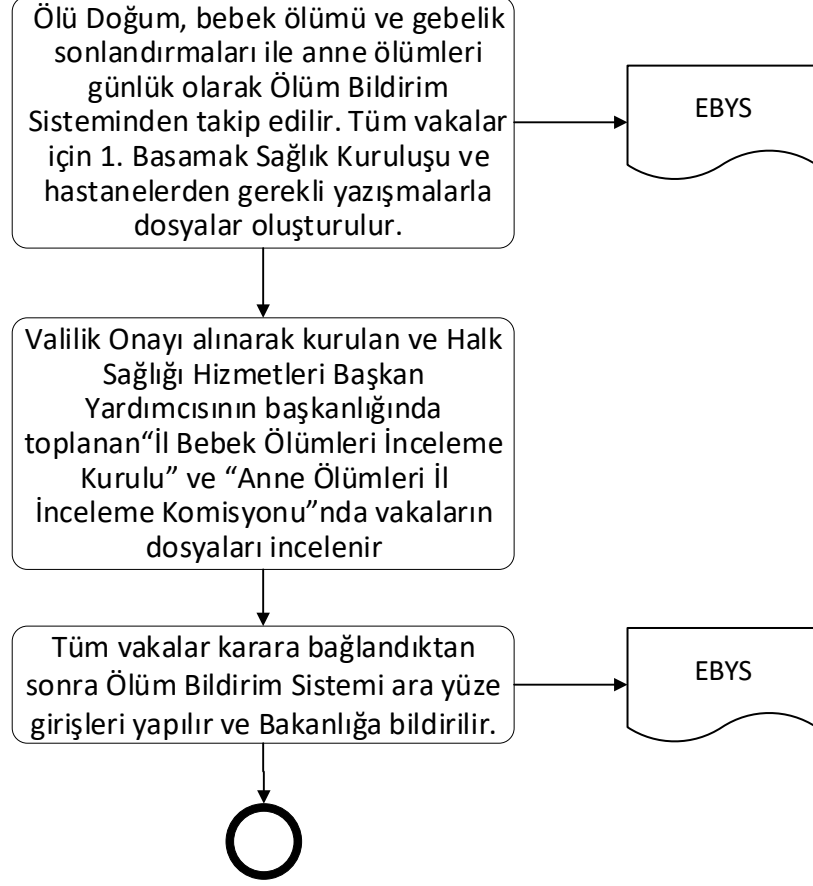 Ölü Doğum, bebek ölümü ve gebelik
sonlandırmaları ile anne ölümleri
günlük olarak Ölüm Bildirim
Sisteminden takip edilir. Tüm vakalar
için 1. Basamak Sağlık Kuruluşu ve
hastanelerden gerekli yazışmalarla
dosyalar oluşturulur.
EBYS
Valilik Onayı alınarak kurulan ve Halk
Sağlığı Hizmetleri Başkan
Yardımcısının başkanlığında
toplanan“İl Bebek Ölümleri İnceleme
Kurulu” ve “Anne Ölümleri İl
İnceleme Komisyonu”nda vakaların
dosyaları incelenir
Tüm vakalar karara bağlandıktan
sonra Ölüm Bildirim Sistemi ara yüze
girişleri yapılır ve Bakanlığa bildirilir.
EBYS